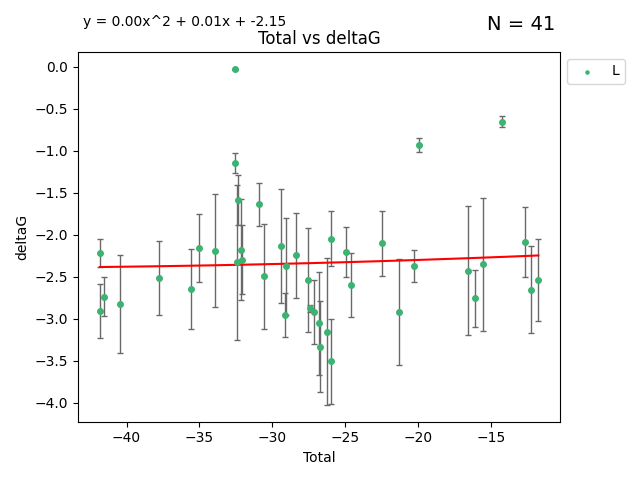 y = 0.00x^2 + 0.01x + -2.15
N = 41
Total vs deltaG
L
deltaG
0.0
−0.5
−1.0
−1.5
−2.0
−2.5
−3.0
−3.5
−4.0
−40 −35 −30 −25 −20 −15
Total